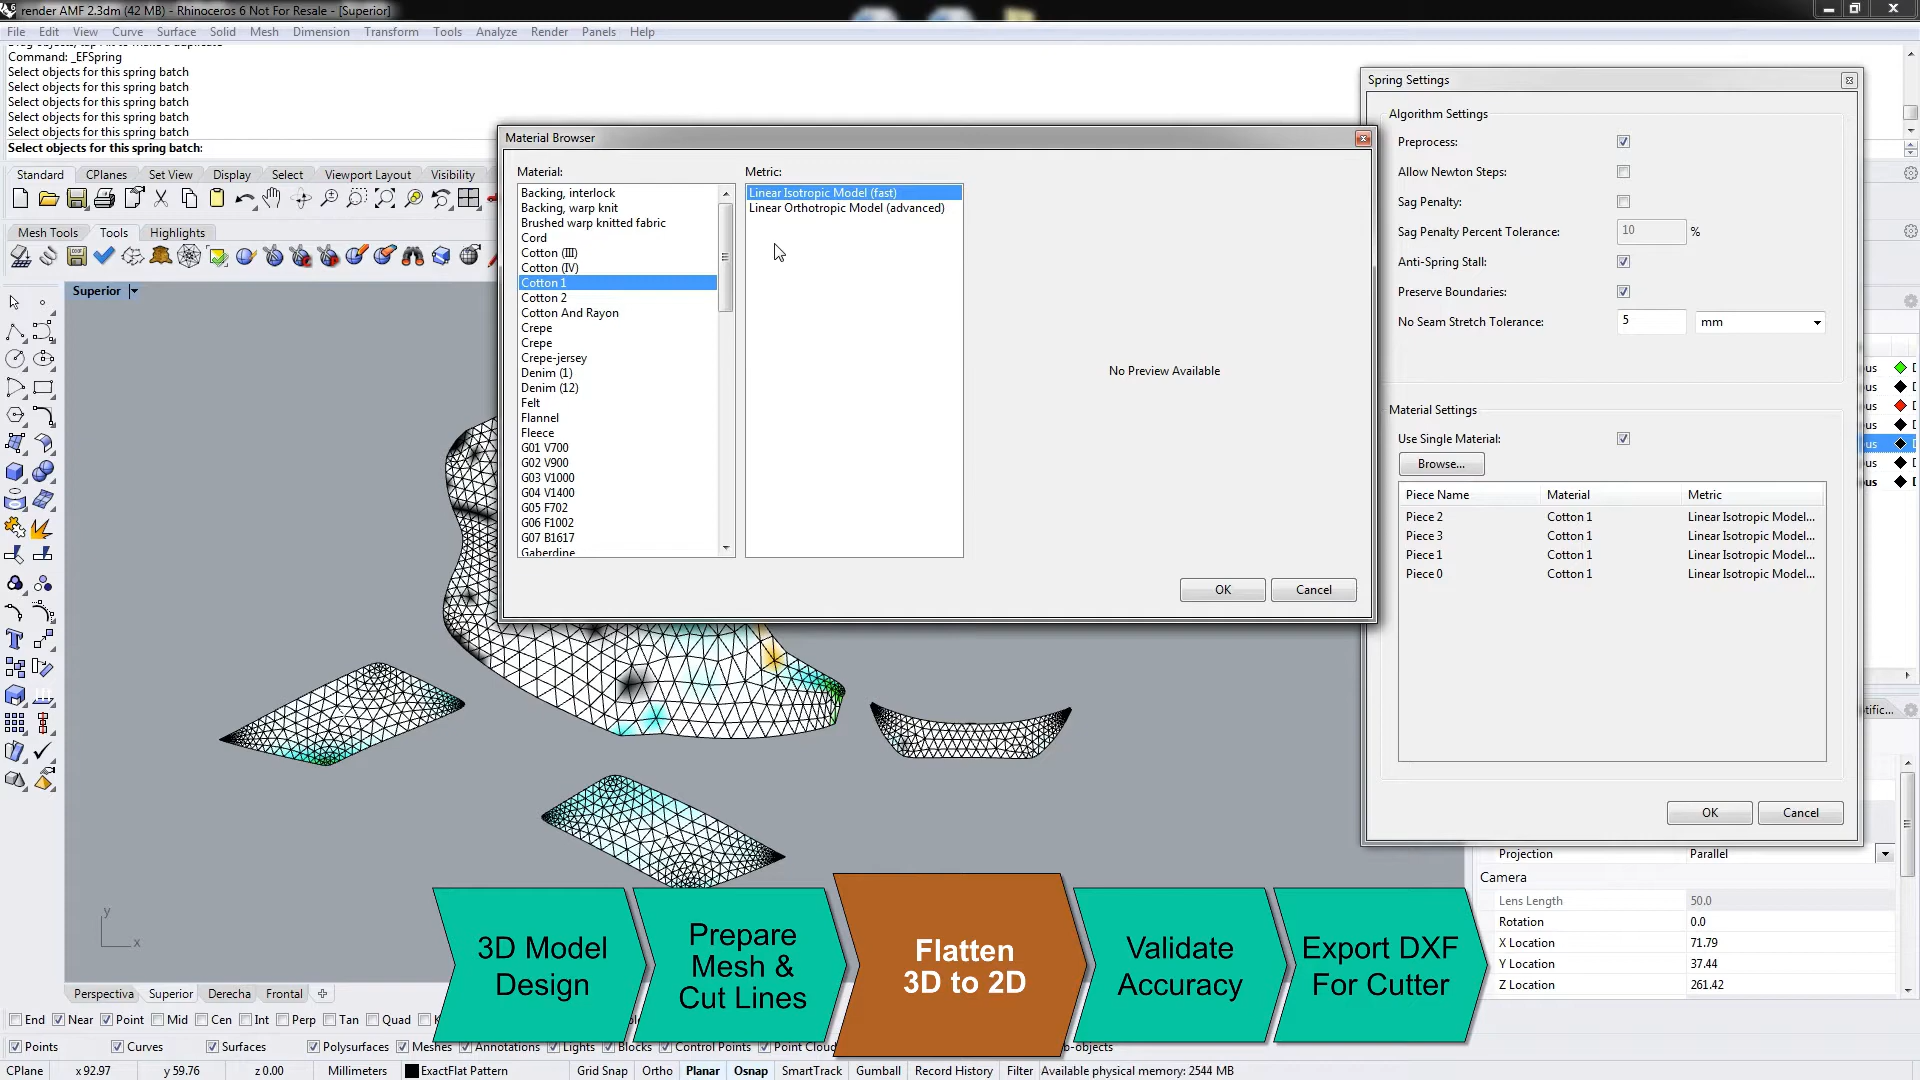 render AMF 2.3dm (42 MB) - Rhinoceros 6 Not For Resale - [Superior]
File Edit View Curve Surface Solid Mesh Dimension Transform Tools Analyze Render Panels Help
Command: _EFSpring
Select objects for this spring batch
Select objects for this spring batch
Select objects for this spring batch
Select objects for this spring batch
Select objects for this spring batch
Select objects for this spring batch:
Standard CPlanes Set View Display Select Viewport Layout Visibility
Mesh Tools Tools Highlights
Superior
Material Browser
Material:
Backing, interlock
Backing, warp knit
Brushed warp knitted fabric
Cord
Cotton (III)
Cotton (IV)
Cotton 1
Cotton 2
Cotton And Rayon
Crepe
Crepe
Crepe-jersey
Denim (1)
Denim (12)
Felt
Flannel
Fleece
G01 V700
G02 V900
G03 V1000
G04 V1400
G05 F702
G06 F1002
G07 B1617
Gaberdine
Metric:
Linear Isotropic Model (fast)
Linear Orthotropic Model (advanced)
No Preview Available
OK Cancel
Spring Settings
Algorithm Settings
Preprocess:
Allow Newton Steps:
Sag Penalty:
Sag Penalty Percent Tolerance: 10 %
Anti-Spring Stall:
Preserve Boundaries:
No Seam Stretch Tolerance: 5 mm
Material Settings
Use Single Material:
Browse...
Piece Name Material Metric
Piece 2 Cotton 1 Linear Isotropic Model...
Piece 3 Cotton 1 Linear Isotropic Model...
Piece 1 Cotton 1 Linear Isotropic Model...
Piece 0 Cotton 1 Linear Isotropic Model...
OK Cancel
Projection Parallel
Camera
Lens Length 50.0
Rotation 0.0
X Location 71.79
Y Location 37.44
Z Location 261.42
y
x
3D Model
Design
Prepare
Mesh &
Cut Lines
Flatten
3D to 2D
Validate
Accuracy
Export DXF
For Cutter
Perspectiva Superior Derecha Frontal
End Near Point Mid Cen Int Perp Tan Quad
Points Curves Surfaces Polysurfaces Meshes Annotations Lights Blocks Control Points Point Cloud
CPlane x 92.97 y 59.76 z 0.00 Millimeters ExactFlat Pattern Grid Snap Ortho Planar Osnap SmartTrack Gumball Record History Filter Available physical memory: 2544 MB